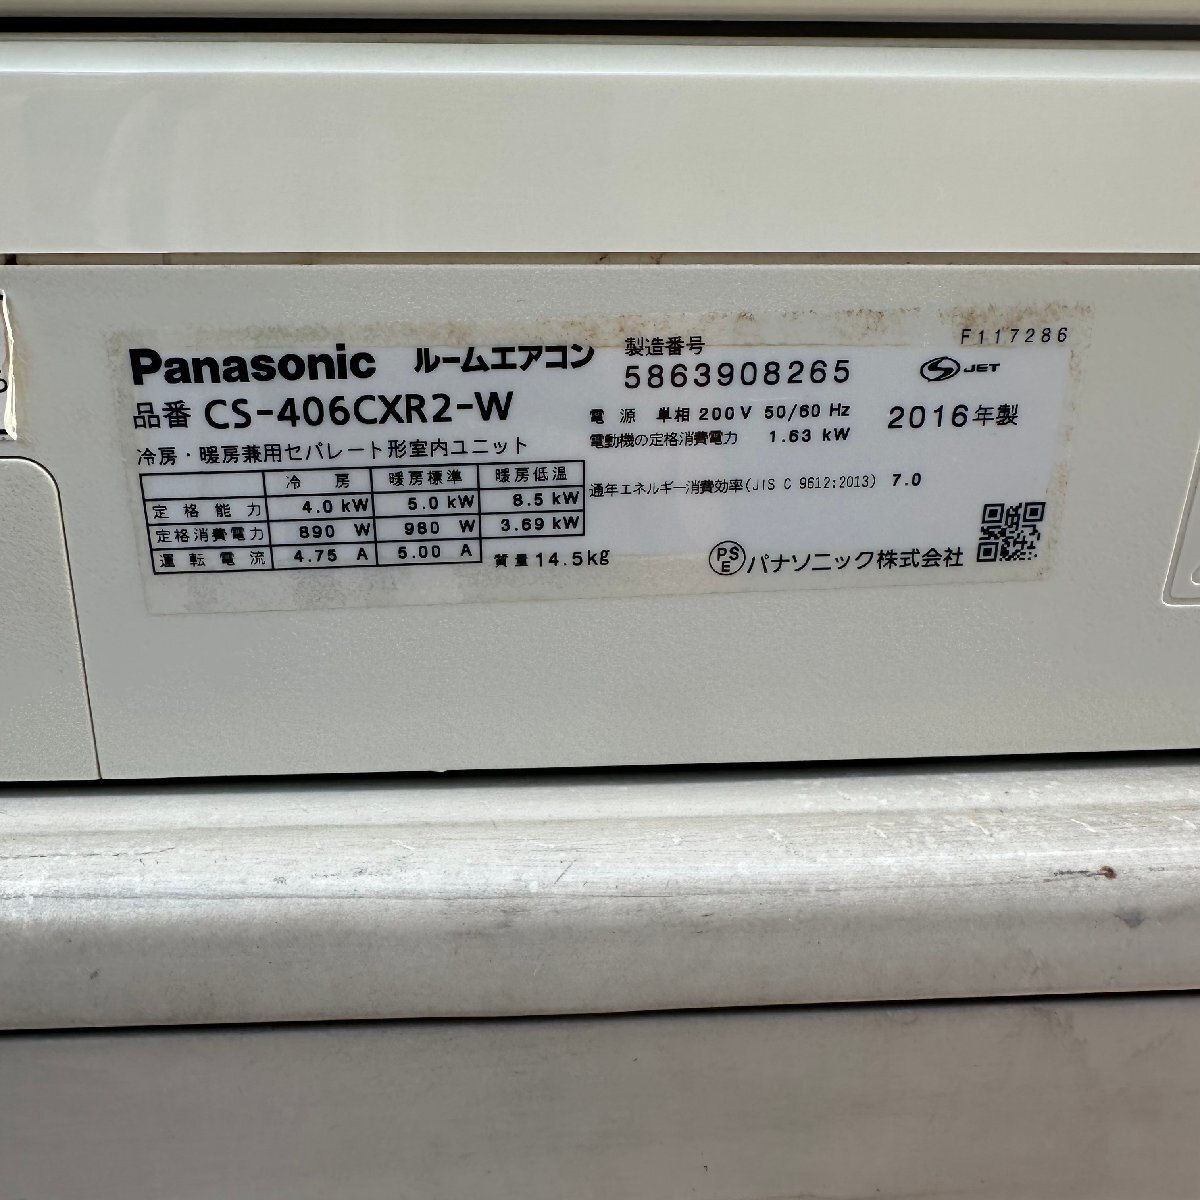 F117286
Panasonic ルームエアコン 製造番号
5863908265 JET
品番 CS-406CXR2-W
電源 単相 200V 50/60 Hz 2016年製
電動機の定格消費電力 1.63 kW
冷房・暖房兼用セパレート形室内ユニット
冷房 暖房標準 暖房低温
定格能力 4.0 kW 5.0 kW 8.5 kW
通年エネルギー消費効率(JIS C 9612:2013) 7.0
定格消費電力 890 W 980 W 3.69 kW
運転電流 4.75 A 5.00 A
質量14.5kg
PSE パナソニック株式会社